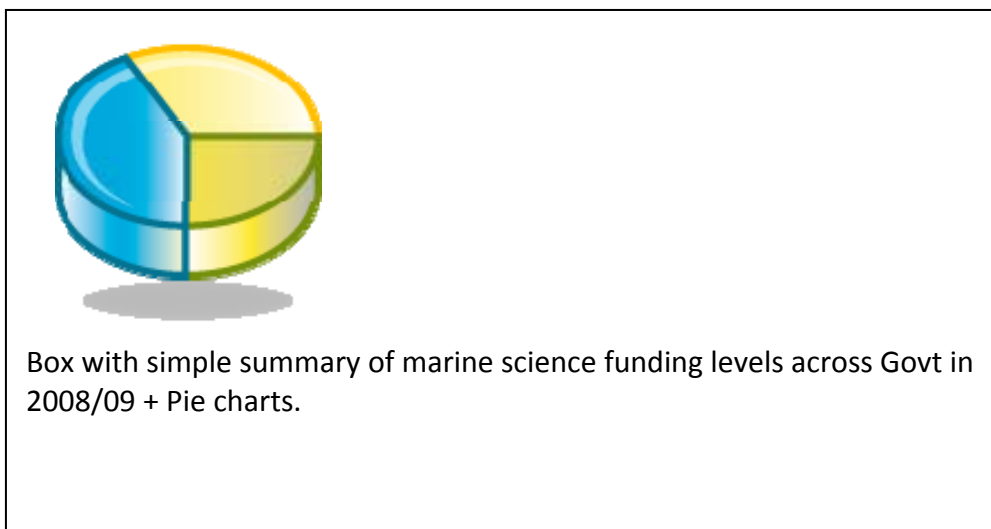 Box with simple summary of marine science funding levels across Govt in
2008/09 + Pie charts.